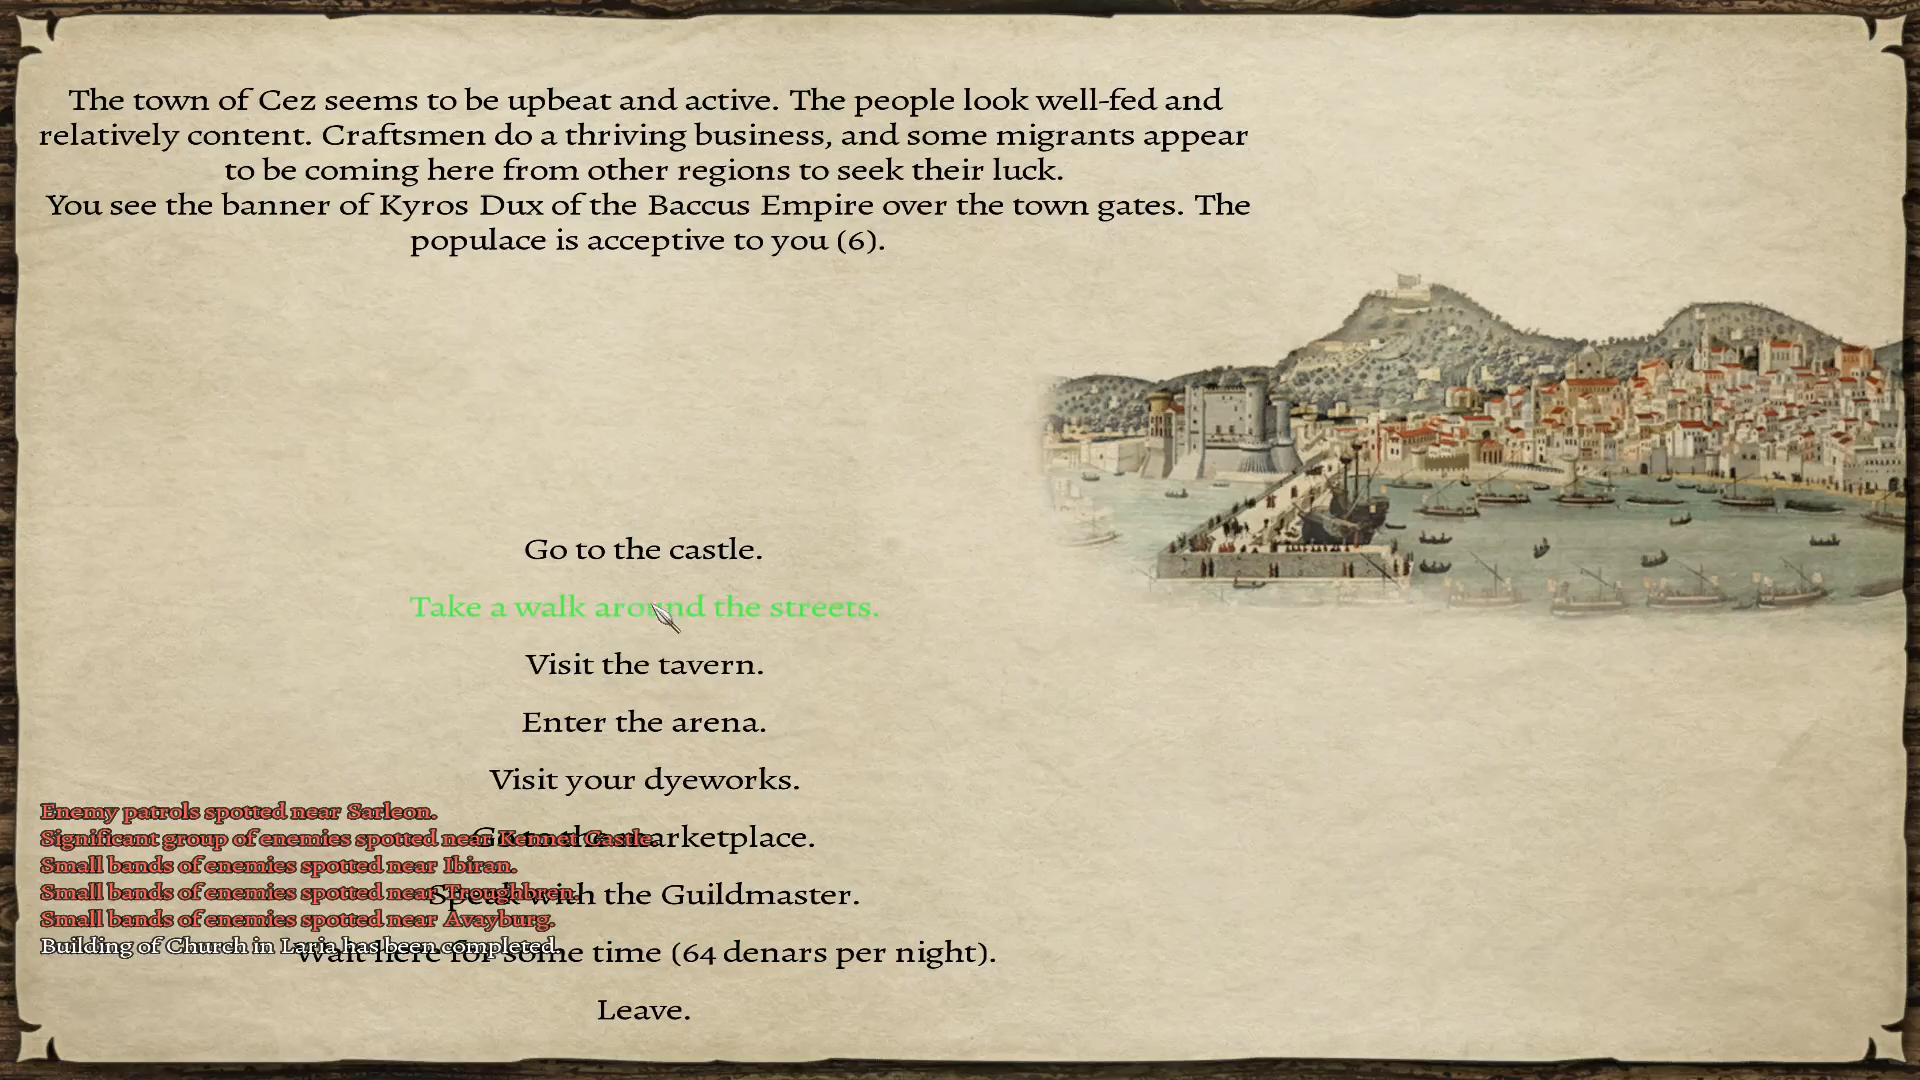 The town of Cez seems to be upbeat and active. The people look well-fed and
relatively content. Craftsmen do a thriving business, and some migrants appear
to be coming here from other regions to seek their luck.
You see the banner of Kyros Dux of the Baccus Empire over the town gates. The
populace is acceptive to you (6).
Go to the castle.
Take a walk around the streets.
Visit the tavern.
Enter the arena.
Visit your dyeworks.
Enemy patrols spotted near Sarleon.
Go to the marketplace.
Significant group of enemies spotted near Kennet Castle.
Small bands of enemies spotted near Ibiran.
Speak with the Guildmaster.
Small bands of enemies spotted near Troughbren.
Small bands of enemies spotted near Avayburg.
Building of Church in Laria has been completed.
Wait here for some time (64 denars per night).
Leave.